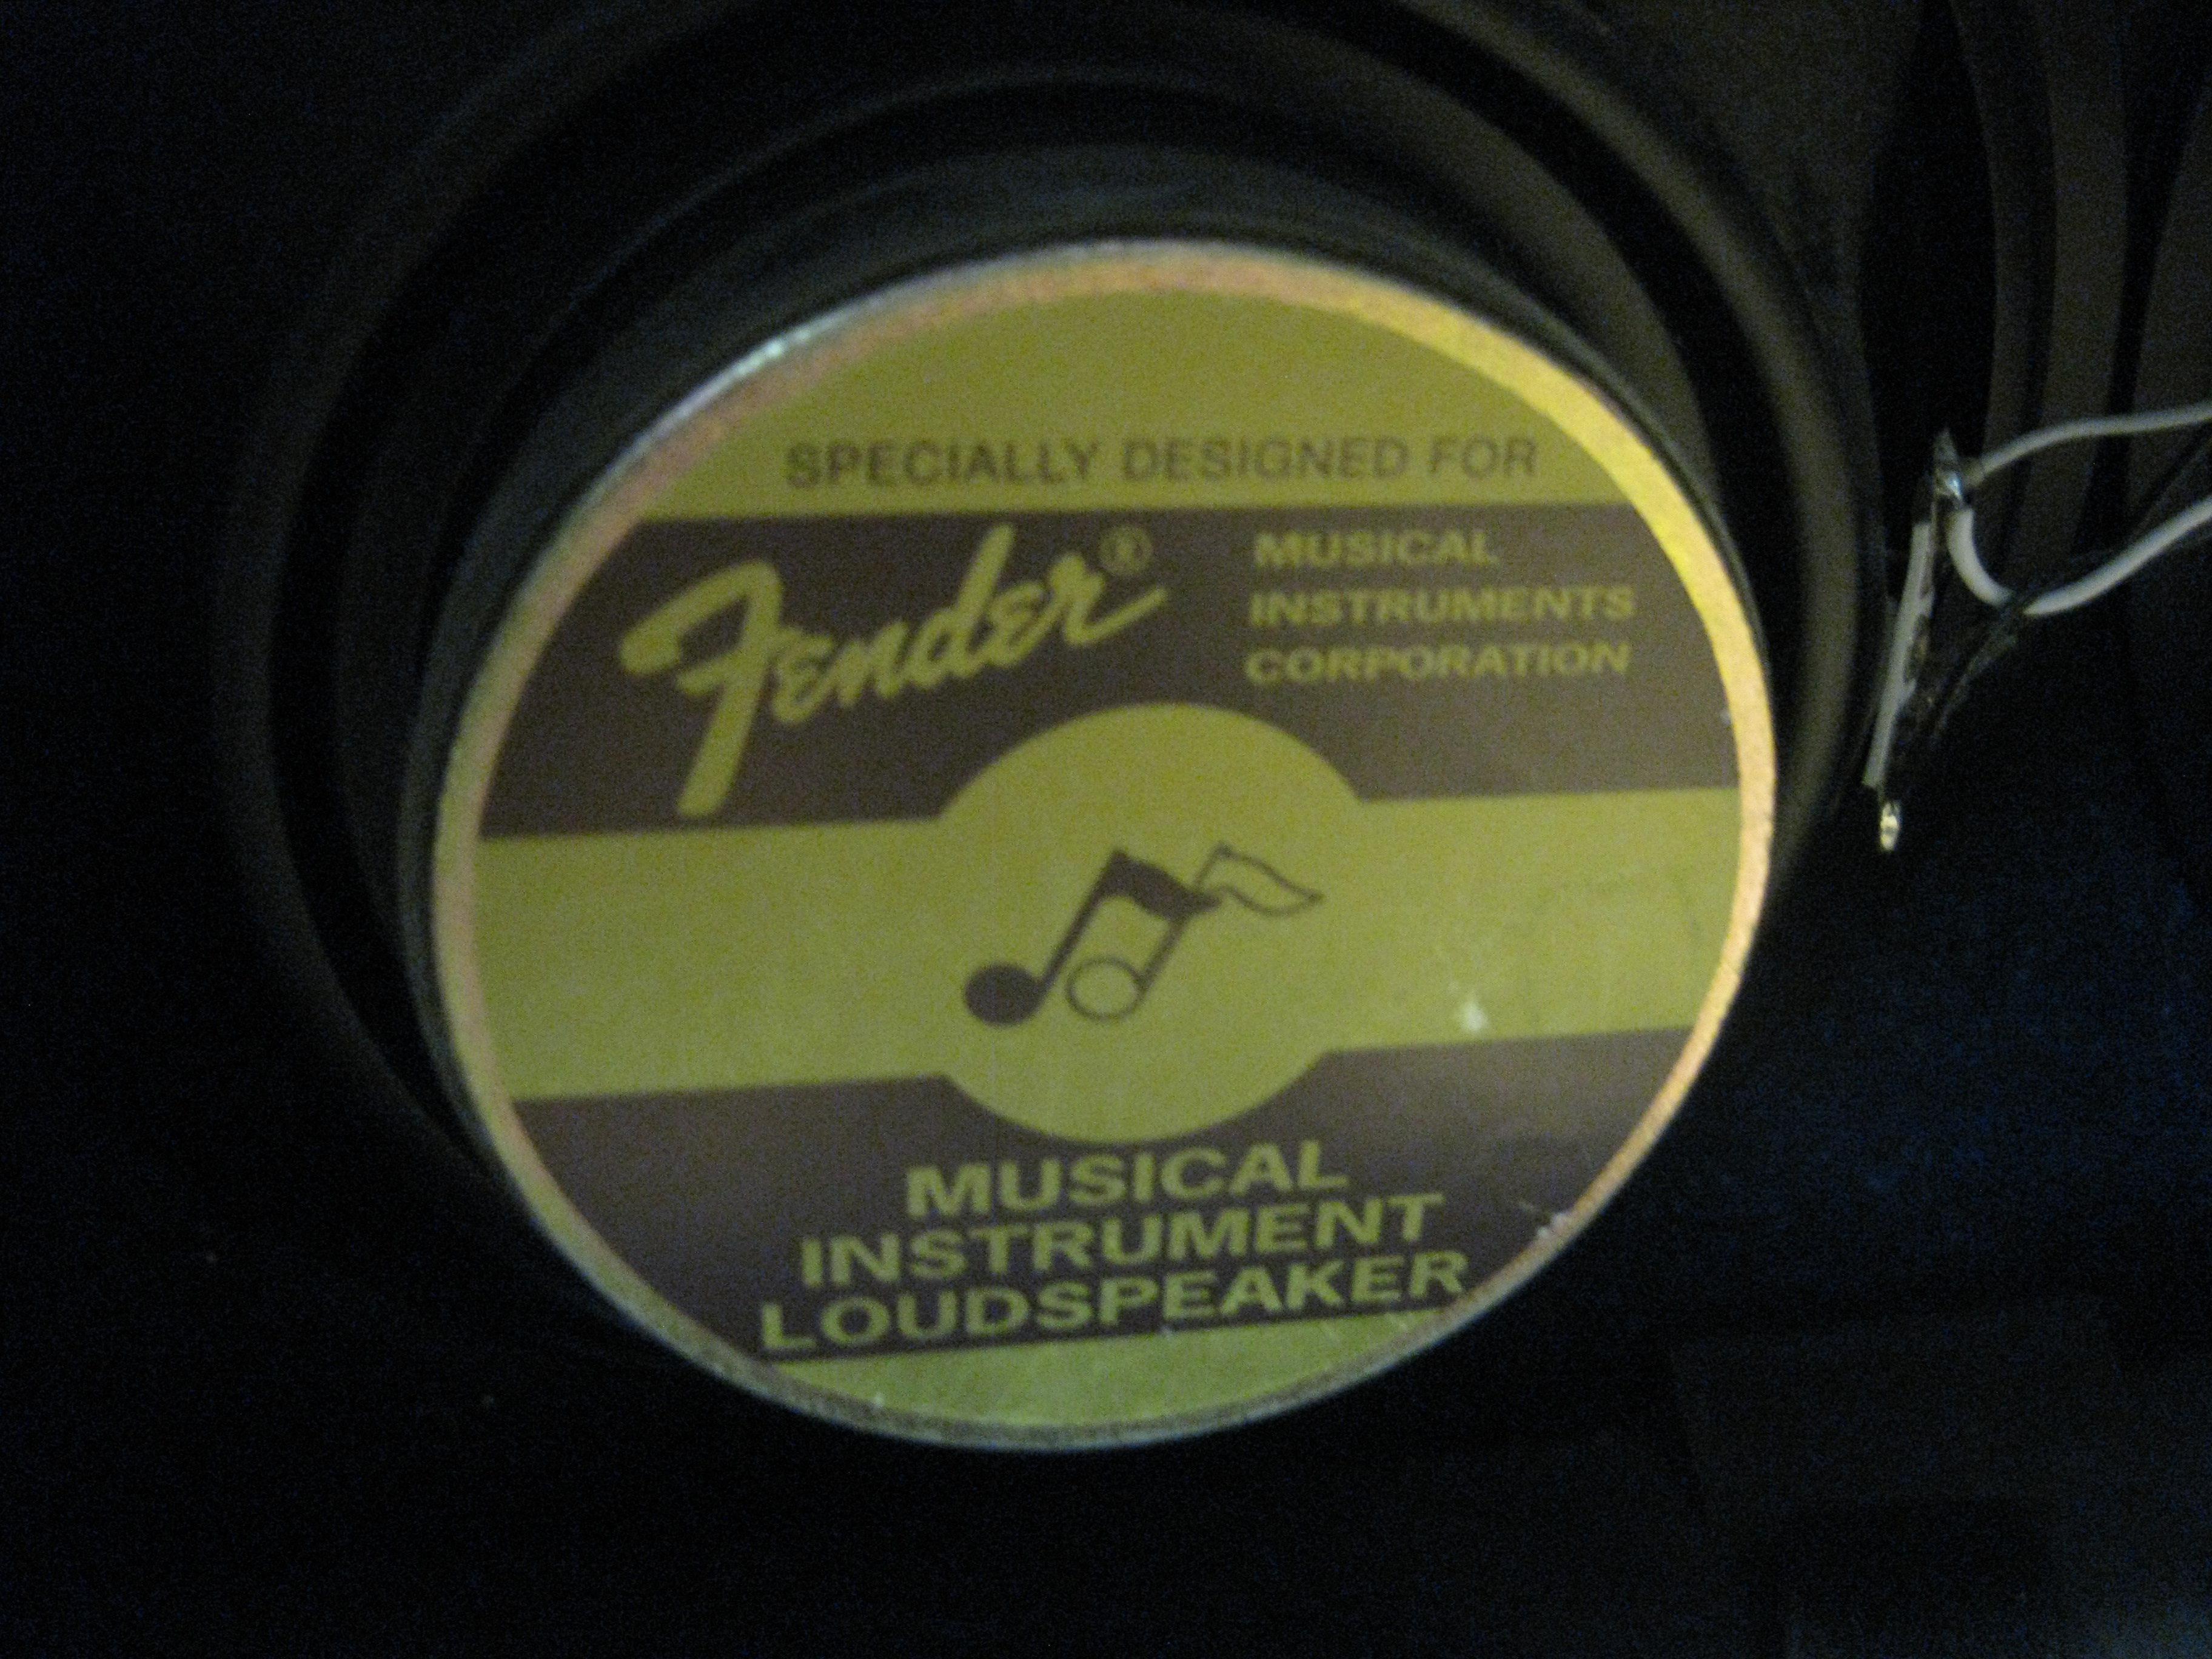 SPECIALLY DESIGNED FOR
Fender®
MUSICAL
INSTRUMENTS
CORPORATION
MUSICAL
INSTRUMENT
LOUDSPEAKER